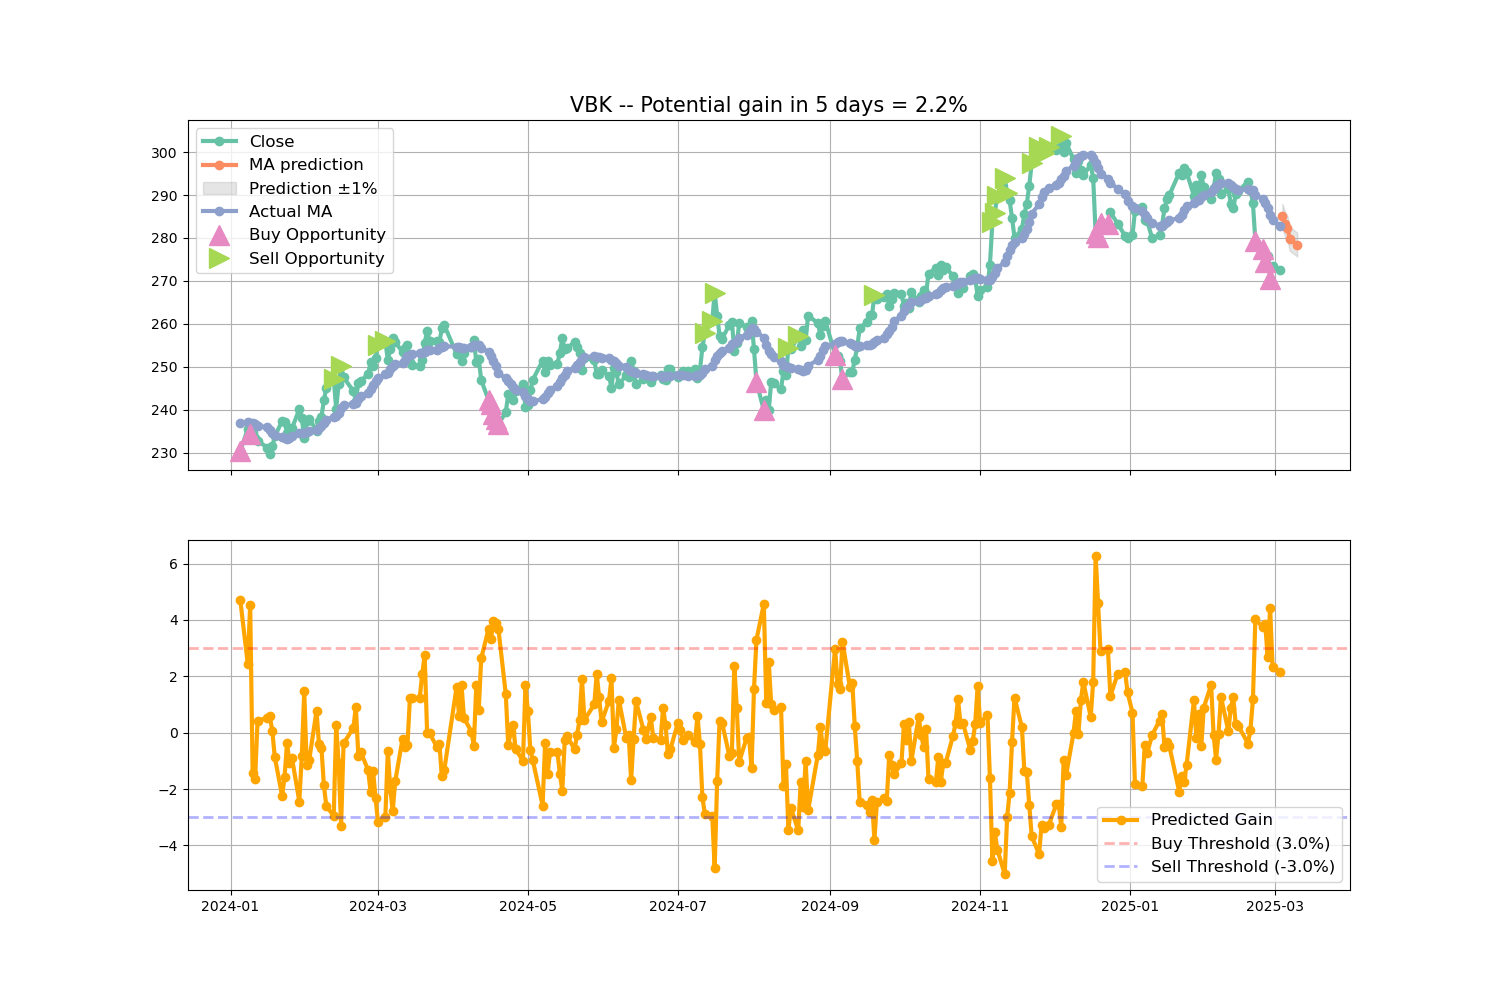 VBK -- Potential gain in 5 days = 2.2%
300
290
280
270
260
250
240
230
Close
MA prediction
Prediction ±1%
Actual MA
Buy Opportunity
Sell Opportunity
6
4
2
0
−2
−4
Predicted Gain
Buy Threshold (3.0%)
Sell Threshold (-3.0%)
2024-01 2024-03 2024-05 2024-07 2024-09 2024-11 2025-01 2025-03